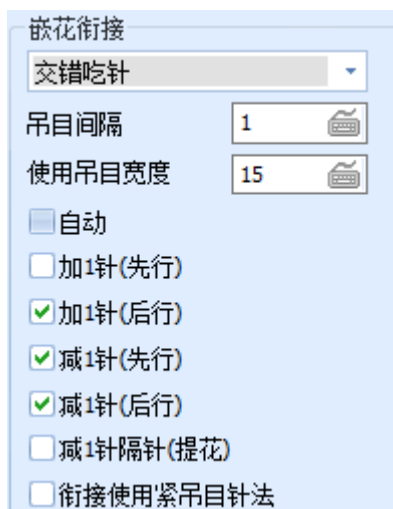 嵌花衔接
交错吃针
吊目间隔 1
使用吊目宽度 15
自动
加1针(先行)
加1针(后行)
减1针(先行)
减1针(后行)
减1针隔针(提花)
衔接使用紧吊目针法